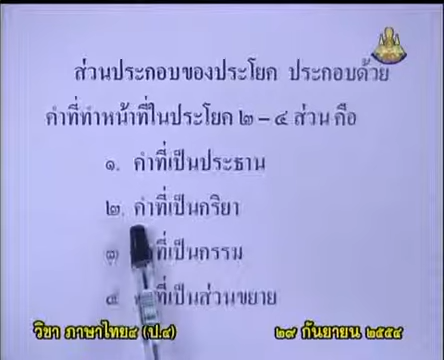 ส่วนประกอบของประโยค ประกอบด้วย
คำที่ทำหน้าที่ในประโยค ๒ – ๔ ส่วน คือ
๑. คำที่เป็นประธาน
๒. คำที่เป็นกริยา
๓ ที่เป็นกรรม
๔ ที่เป็นส่วนขยาย
วิชา ภาษาไทย๔ (ป.๔)
๒๙ กันยายน ๒๕๕๔